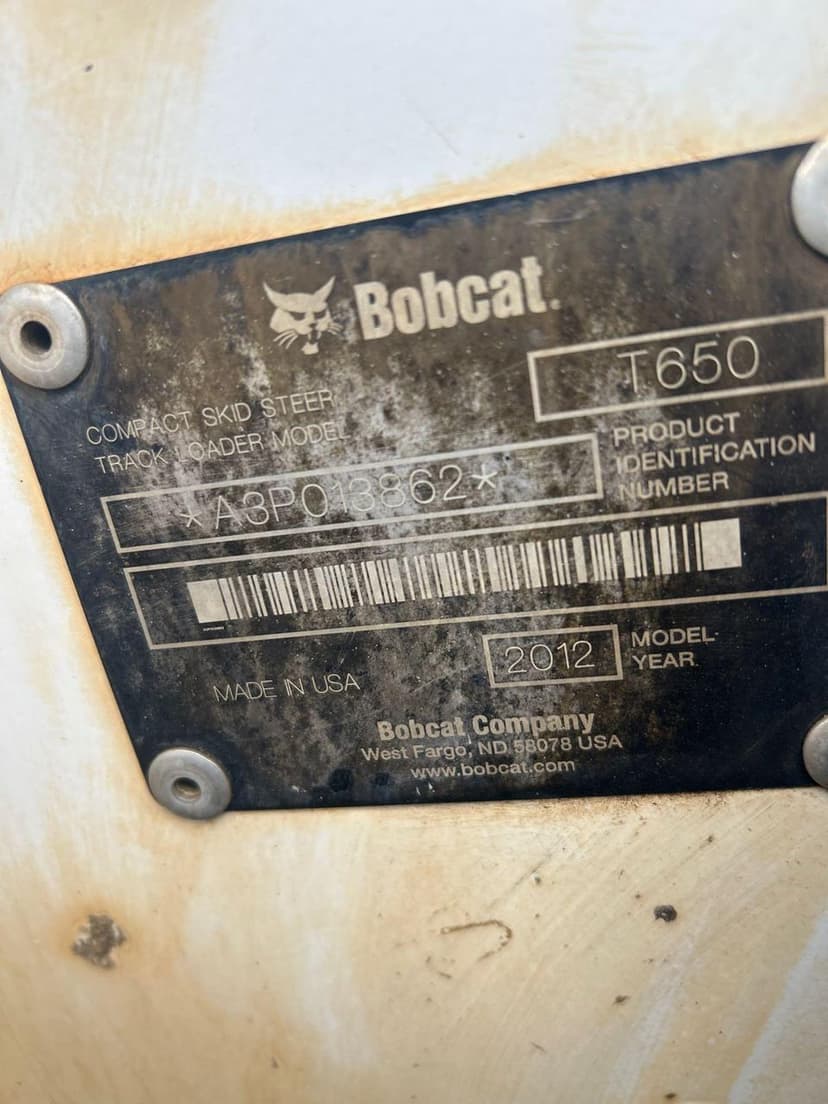 Bobcat.
T650
COMPACT SKID STEER
TRACK LOADER MODEL
PRODUCT
IDENTIFICATION
NUMBER
*A3P013862*
2012
MODEL
YEAR
MADE IN USA
Bobcat Company
West Fargo, ND 58078 USA
www.bobcat.com